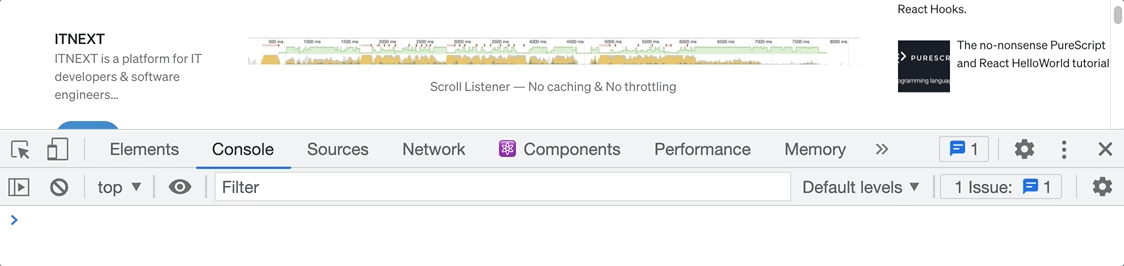 React Hooks.
ITNEXT
ITNEXT is a platform for IT
developers & software
engineers...
500 ms
1500 ms
2000 ms
2500 ms
3000 ms
3500 ms
4000 ms
4500 ms
5000 ms
5500 ms
6000 ms
6500 ms
7000 ms
7500 ms
8000 ms
Scroll Listener — No caching & No throttling
PURESCR
ogramming languag
The no-nonsense PureScript
and React HelloWorld tutorial
Elements Console Sources Network Components Performance Memory » 1
top Filter Default levels 1 Issue: 1